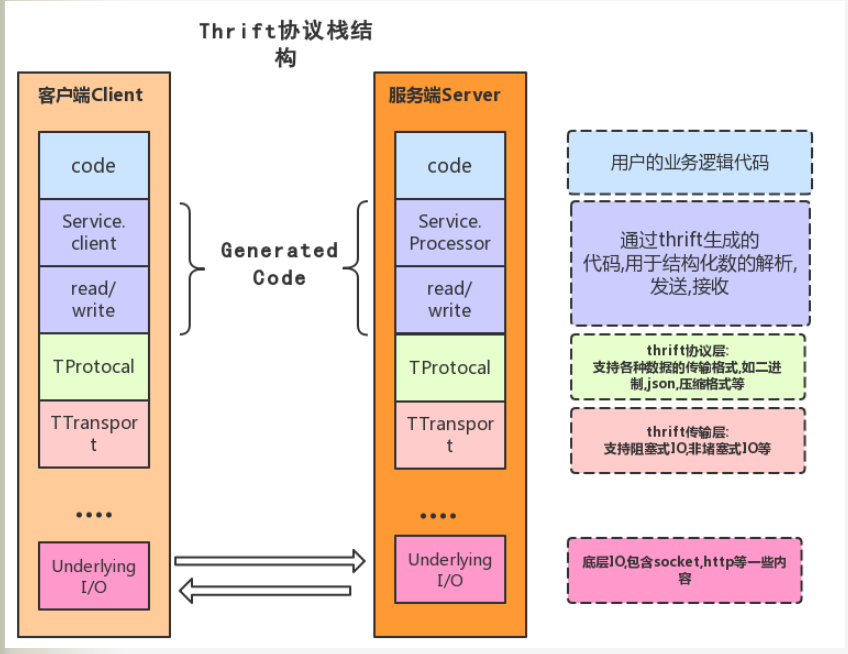 Thrift协议栈结
构
客户端Client
code
Service.
client
read/
write
TProtocal
TTranspor
t
....
Underlying
I/O
Generated
Code
服务端Server
code
Service.
Processor
read/
write
TProtocal
TTranspor
t
....
Underlying
I/O
用户的业务逻辑代码
通过thrift生成的
代码,用于结构化数的解析,
发送,接收
thrift协议层:
支持各种数据的传输格式,如二进
制,json,压缩格式等
thrift传输层:
支持阻塞式IO,非堵塞式IO等
底层IO,包含socket,http等一些内
容